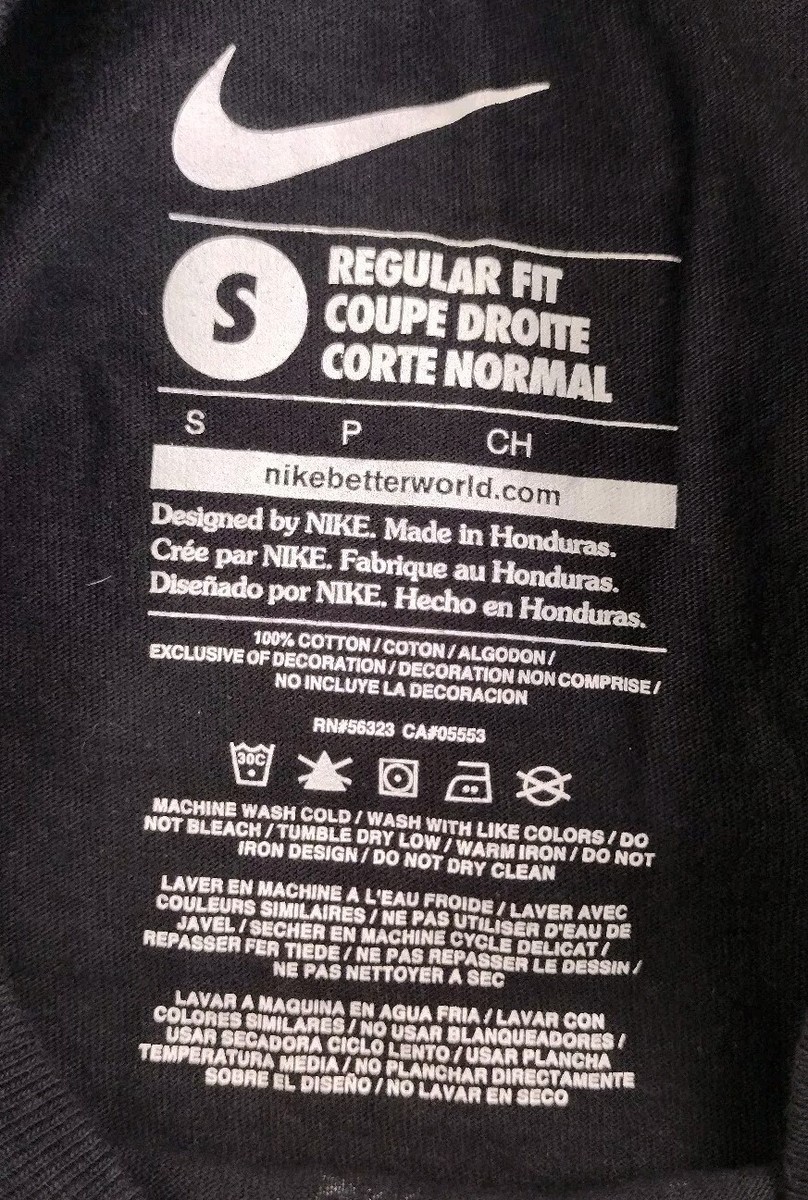 S
REGULAR FIT
COUPE DROITE
CORTE NORMAL
S P CH
nikebetterworld.com
Designed by NIKE. Made in Honduras.
Crée par NIKE. Fabrique au Honduras.
Diseñado por NIKE. Hecho en Honduras.
100% COTTON / COTON / ALGODON /
EXCLUSIVE OF DECORATION / DECORATION NON COMPRISE /
NO INCLUYE LA DECORACION
RN#56323 CA#05553
30C
MACHINE WASH COLD / WASH WITH LIKE COLORS / DO
NOT BLEACH / TUMBLE DRY LOW / WARM IRON / DO NOT
IRON DESIGN / DO NOT DRY CLEAN
LAVER EN MACHINE A L'EAU FROIDE / LAVER AVEC
COULEURS SIMILAIRES / NE PAS UTILISER D'EAU DE
JAVEL / SECHER EN MACHINE CYCLE DELICAT /
REPASSER FER TIEDE / NE PAS REPASSER LE DESSIN /
NE PAS NETTOYER A SEC
LAVAR A MAQUINA EN AGUA FRIA / LAVAR CON
COLORES SIMILARES / NO USAR BLANQUEADORES /
USAR SECADORA CICLO LENTO / USAR PLANCHA
TEMPERATURA MEDIA / NO PLANCHAR DIRECTAMENTE
SOBRE EL DISEÑO / NO LAVAR EN SECO